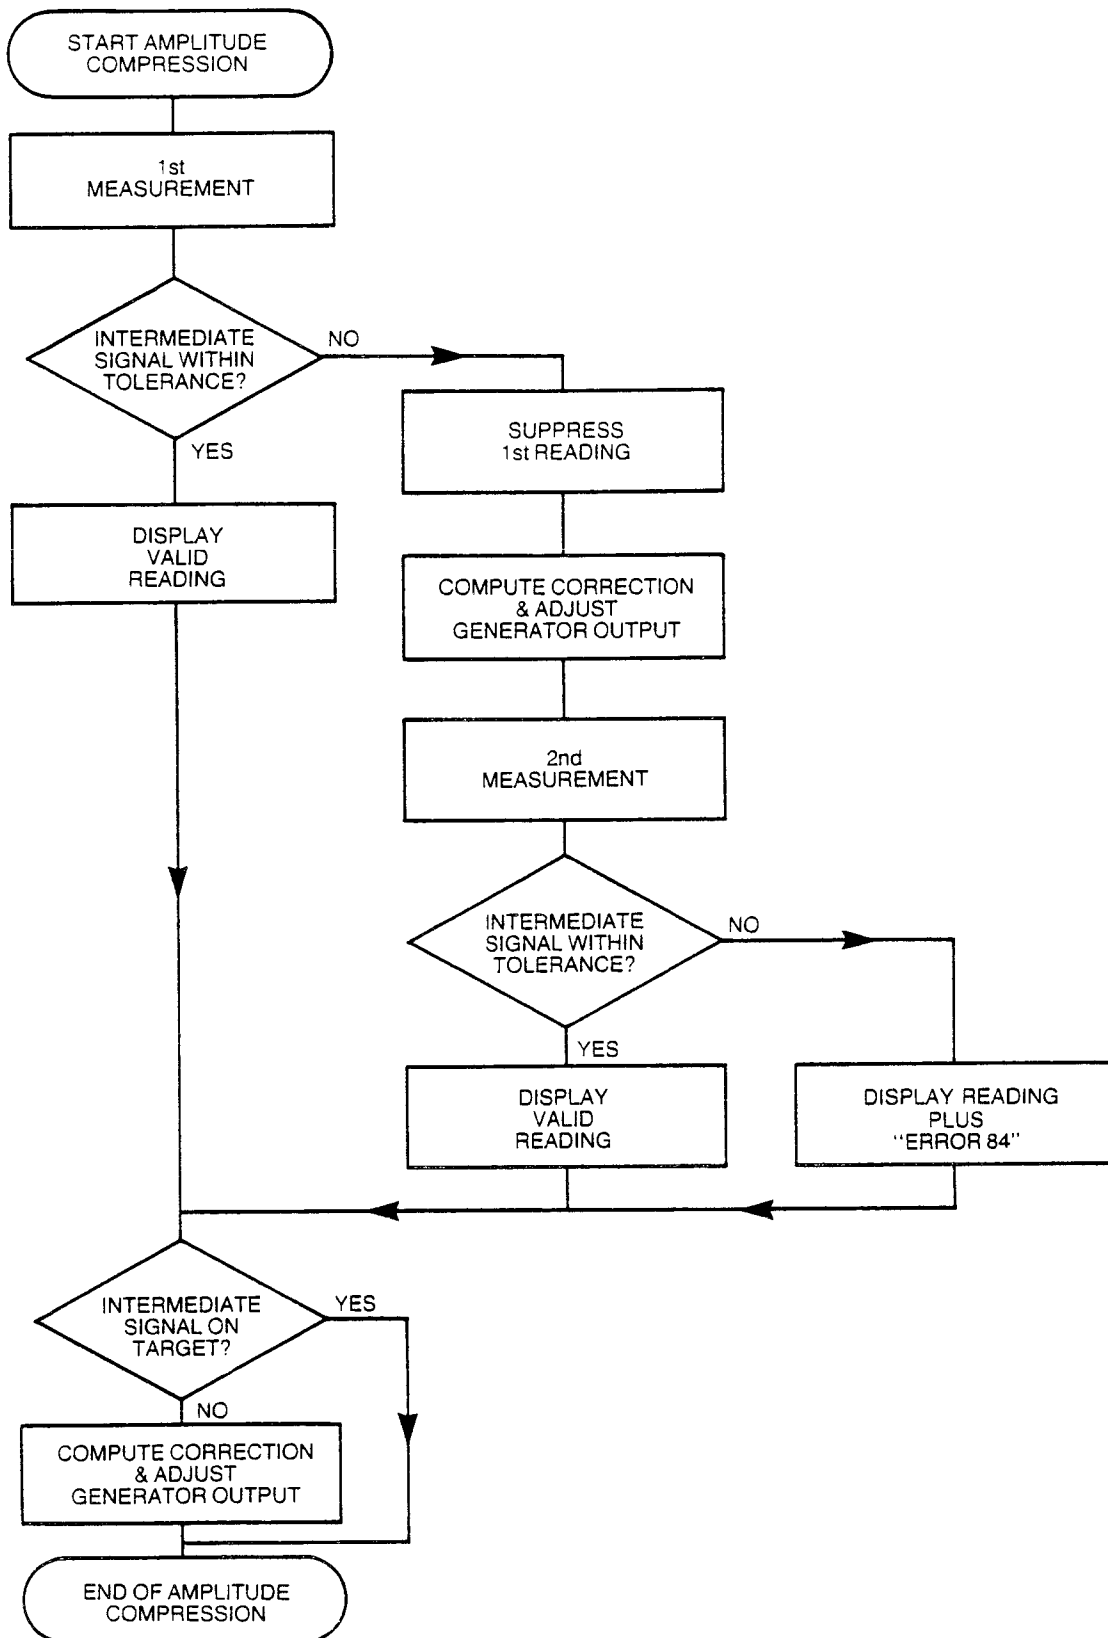 START AMPLITUDE
COMPRESSION
1st
MEASUREMENT
INTERMEDIATE
SIGNAL WITHIN
TOLERANCE?
NO
YES
SUPPRESS
1st READING
DISPLAY
VALID
READING
COMPUTE CORRECTION
& ADJUST
GENERATOR OUTPUT
2nd
MEASUREMENT
INTERMEDIATE
SIGNAL WITHIN
TOLERANCE?
NO
YES
DISPLAY
VALID
READING
DISPLAY READING
PLUS
"ERROR 84"
INTERMEDIATE
SIGNAL ON
TARGET?
YES
NO
COMPUTE CORRECTION
& ADJUST
GENERATOR OUTPUT
END OF AMPLITUDE
COMPRESSION